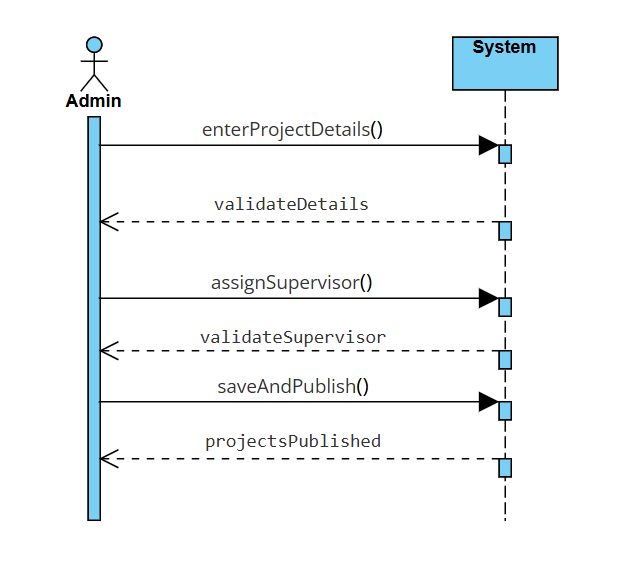 System
Admin
enterProjectDetails()
validateDetails
assignSupervisor()
validateSupervisor
saveAndPublish()
projectsPublished